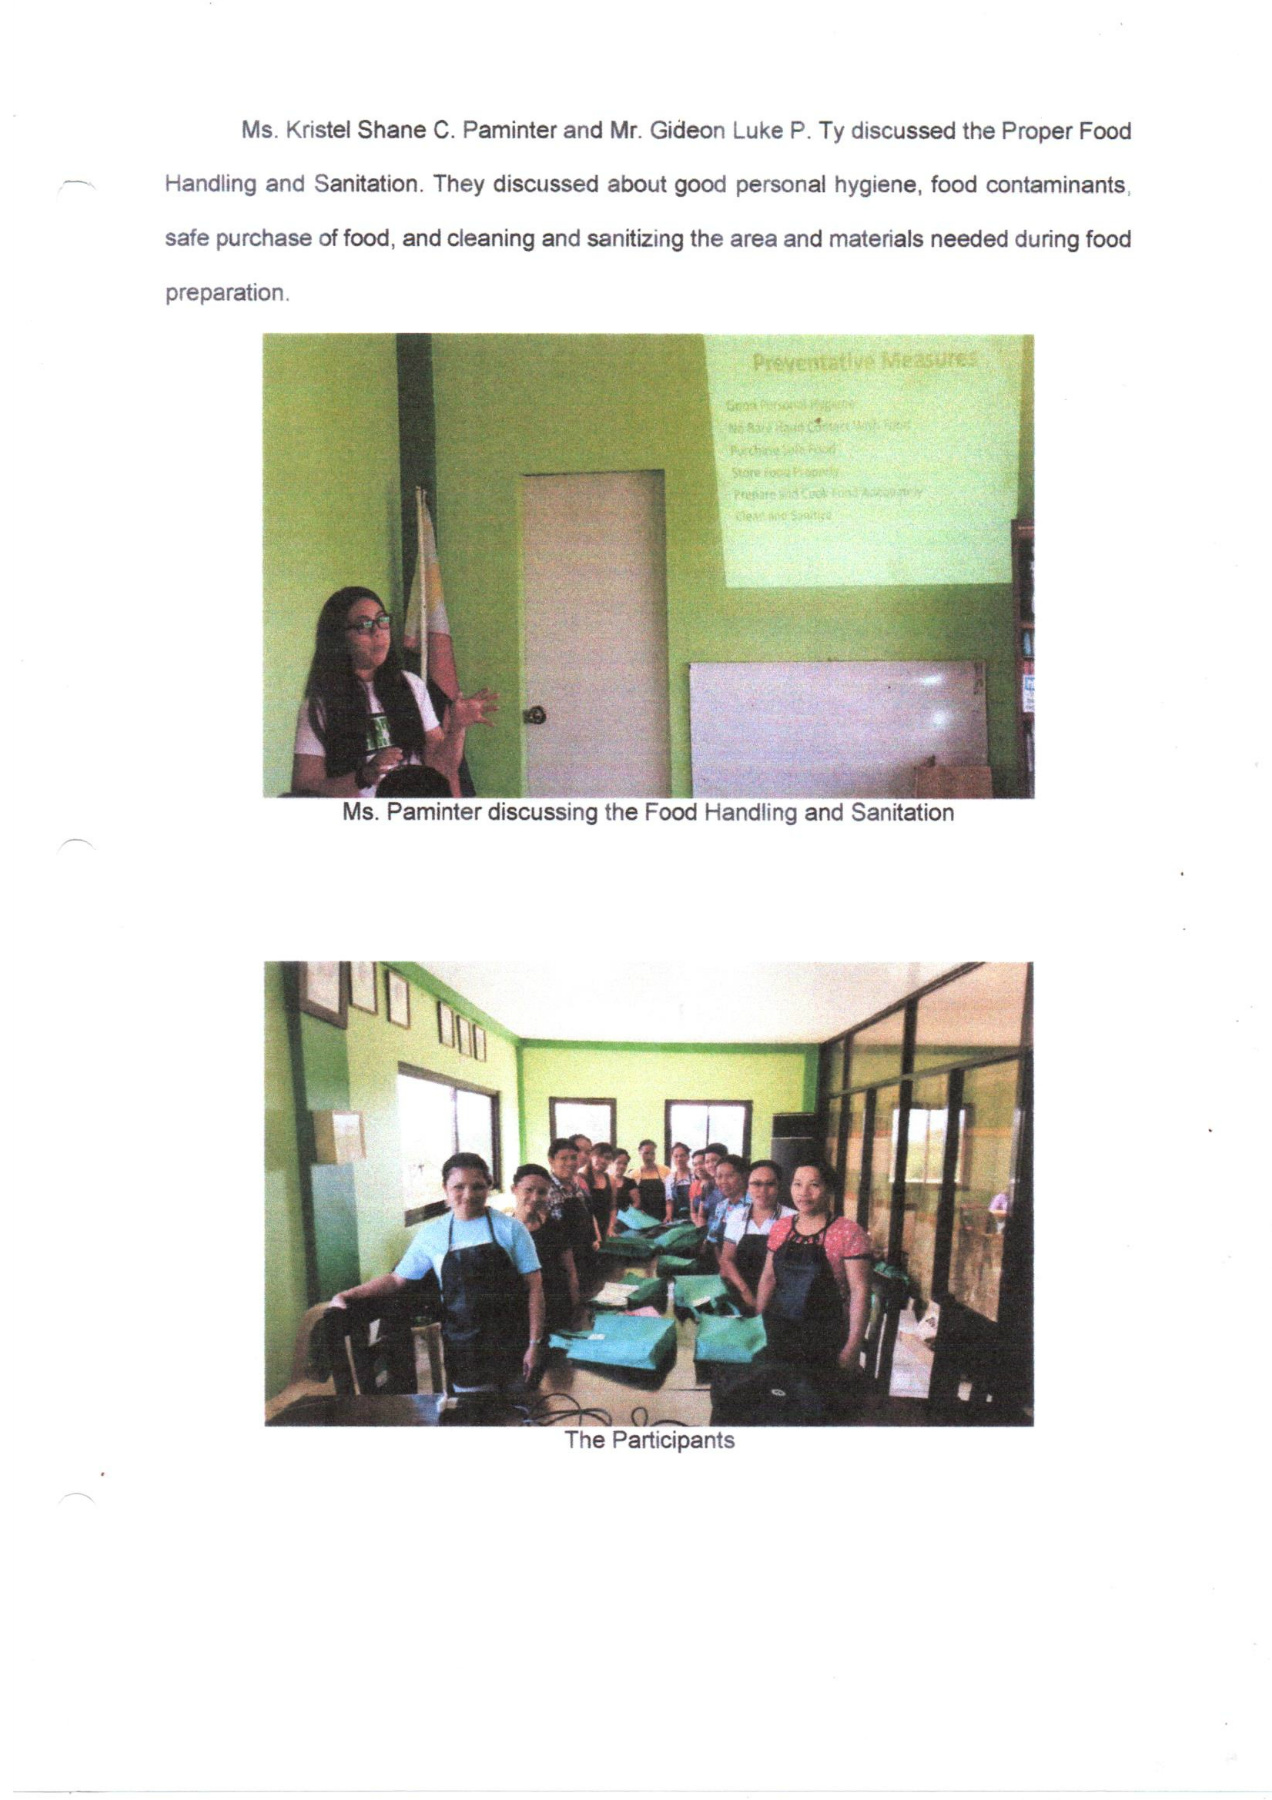 Ms. Kristel Shane C. Paminter and Mr. Gideon Luke P. Ty discussed the Proper Food
Handling and Sanitation. They discussed about good personal hygiene, food contaminants,
safe purchase of food, and cleaning and sanitizing the area and materials needed during food
preparation.
Preventative Measures
Good Personal Hygiene
No Bare Hand Contact With Food
Purchase Safe Food
Store Food Properly
Prepare and Cook Food
Clean and Sanitize
Ms. Paminter discussing the Food Handling and Sanitation
The Participants